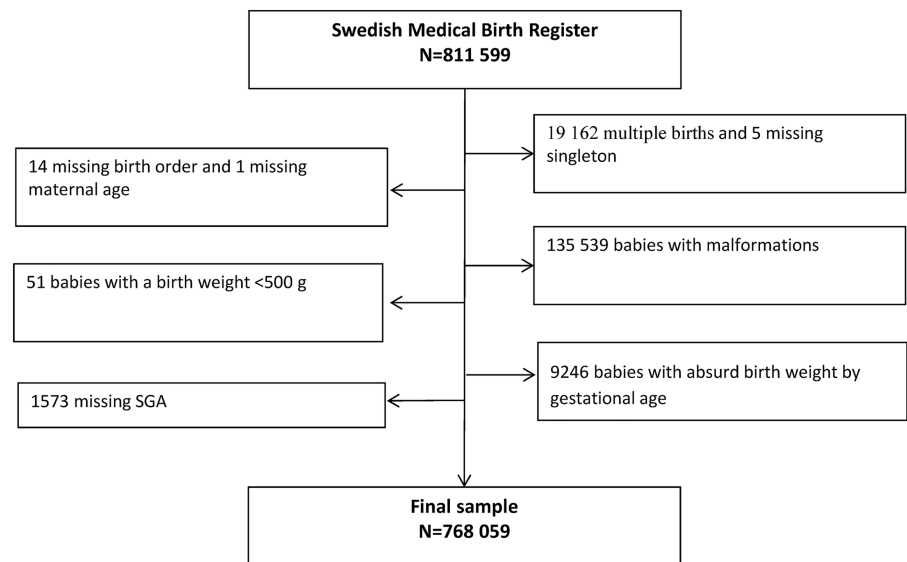 Swedish Medical Birth Register
N=811 599
19 162 multiple births and 5 missing
singleton
14 missing birth order and 1 missing
maternal age
135 539 babies with malformations
51 babies with a birth weight <500 g
9246 babies with absurd birth weight by
gestational age
1573 missing SGA
Final sample
N=768 059